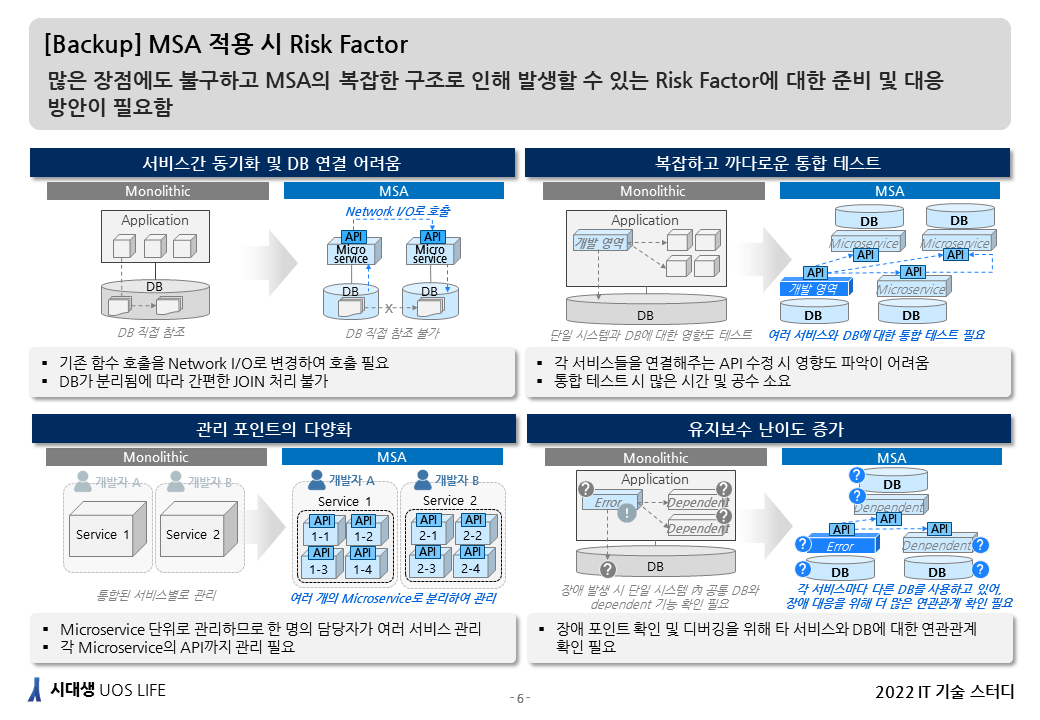 [Backup] MSA 적용 시 Risk Factor
많은 장점에도 불구하고 MSA의 복잡한 구조로 인해 발생할 수 있는 Risk Factor에 대한 준비 및 대응
방안이 필요함
서비스간 동기화 및 DB 연결 어려움
Monolithic
MSA
Application
DB
DB 직접 참조
Network I/O로 호출
API
API
Micro
service
Micro
service
DB
DB
X
DB 직접 참조 불가
▪ 기존 함수 호출을 Network I/O로 변경하여 호출 필요
▪ DB가 분리됨에 따라 간편한 JOIN 처리 불가
복잡하고 까다로운 통합 테스트
Monolithic
MSA
Application
개발 영역
DB
단일 시스템과 DB에 대한 영향도 테스트
DB
DB
Microservice
Microservice
API
API
API
API
개발 영역
Microservice
DB
DB
여러 서비스와 DB에 대한 통합 테스트 필요
▪ 각 서비스들을 연결해주는 API 수정 시 영향도 파악이 어려움
▪ 통합 테스트 시 많은 시간 및 공수 소요
관리 포인트의 다양화
Monolithic
MSA
개발자 A
개발자 B
Service 1
Service 2
통합된 서비스별로 관리
개발자 A
개발자 B
Service 1
Service 2
API
API
API
API
1-1
1-2
2-1
2-2
API
API
API
API
1-3
1-4
2-3
2-4
여러 개의 Microservice로 분리하여 관리
▪ Microservice 단위로 관리하므로 한 명의 담당자가 여러 서비스 관리
▪ 각 Microservice의 API까지 관리 필요
유지보수 난이도 증가
Monolithic
MSA
Application
?
Error
!
?
Dependent
?
Dependent
DB
?
장애 발생 시 단일 시스템 內 공통 DB와
dependent 기능 확인 필요
?
DB
?
Denpendent
API
API
API
?
Error
Denpendent
?
?
DB
DB
?
각 서비스마다 다른 DB를 사용하고 있어,
장애 대응을 위해 더 많은 연관관계 확인 필요
▪ 장애 포인트 확인 및 디버깅을 위해 타 서비스와 DB에 대한 연관관계
확인 필요
시대생 UOS LIFE
- 6 -
2022 IT 기술 스터디